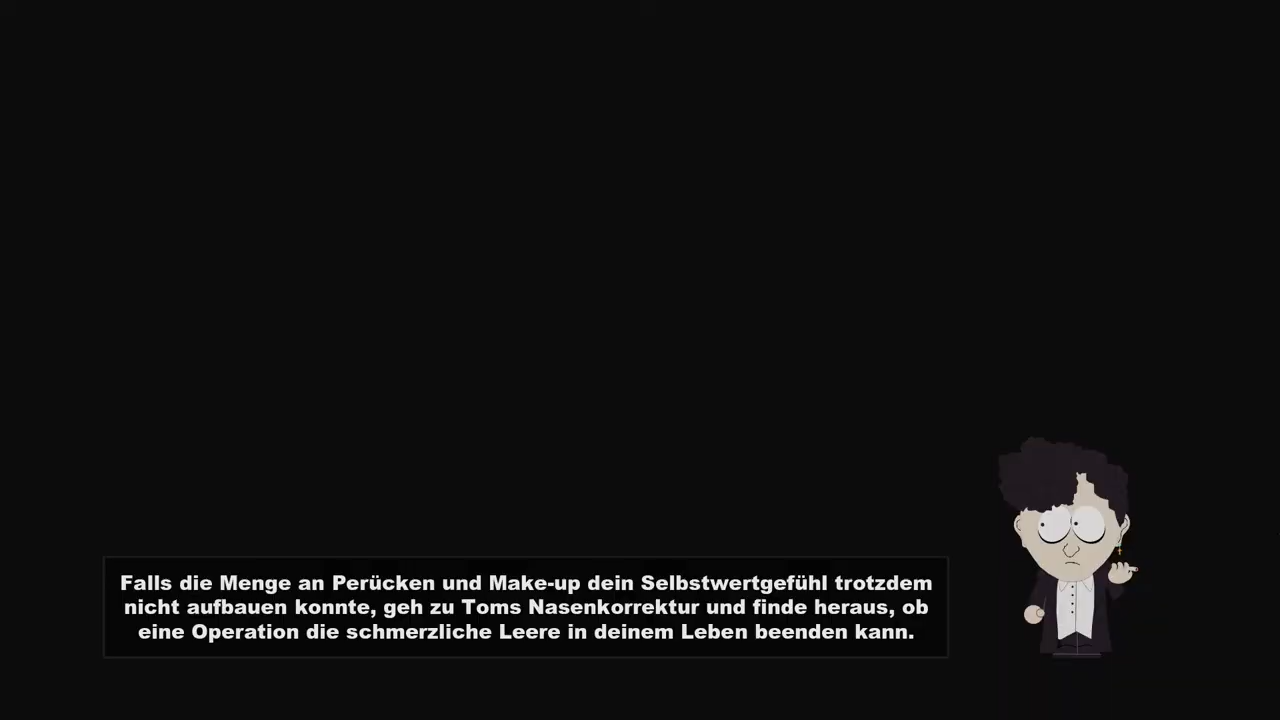 Falls die Menge an Perücken und Make-up dein Selbstwertgefühl trotzdem
nicht aufbauen konnte, geh zu Toms Nasenkorrektur und finde heraus, ob
eine Operation die schmerzliche Leere in deinem Leben beenden kann.